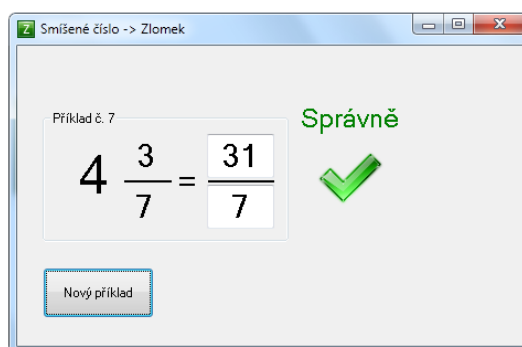 Z Smíšené číslo -> Zlomek
Příklad č. 7
Správně
4 3/7 = 31/7
Nový příklad